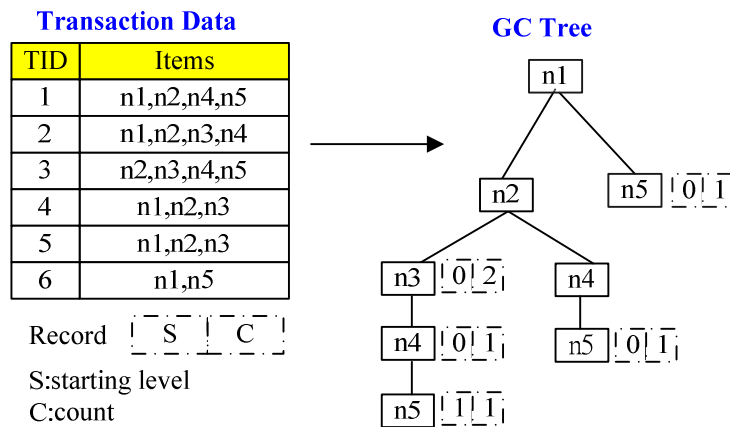 Transaction Data
TID Items
1 n1,n2,n4,n5
2 n1,n2,n3,n4
3 n2,n3,n4,n5
4 n1,n2,n3
5 n1,n2,n3
6 n1,n5
Record S C
S:starting level
C:count
GC Tree
n1
n2 n5 0 1
n3 0 2 n4
n4 0 1 n5 0 1
n5 1 1